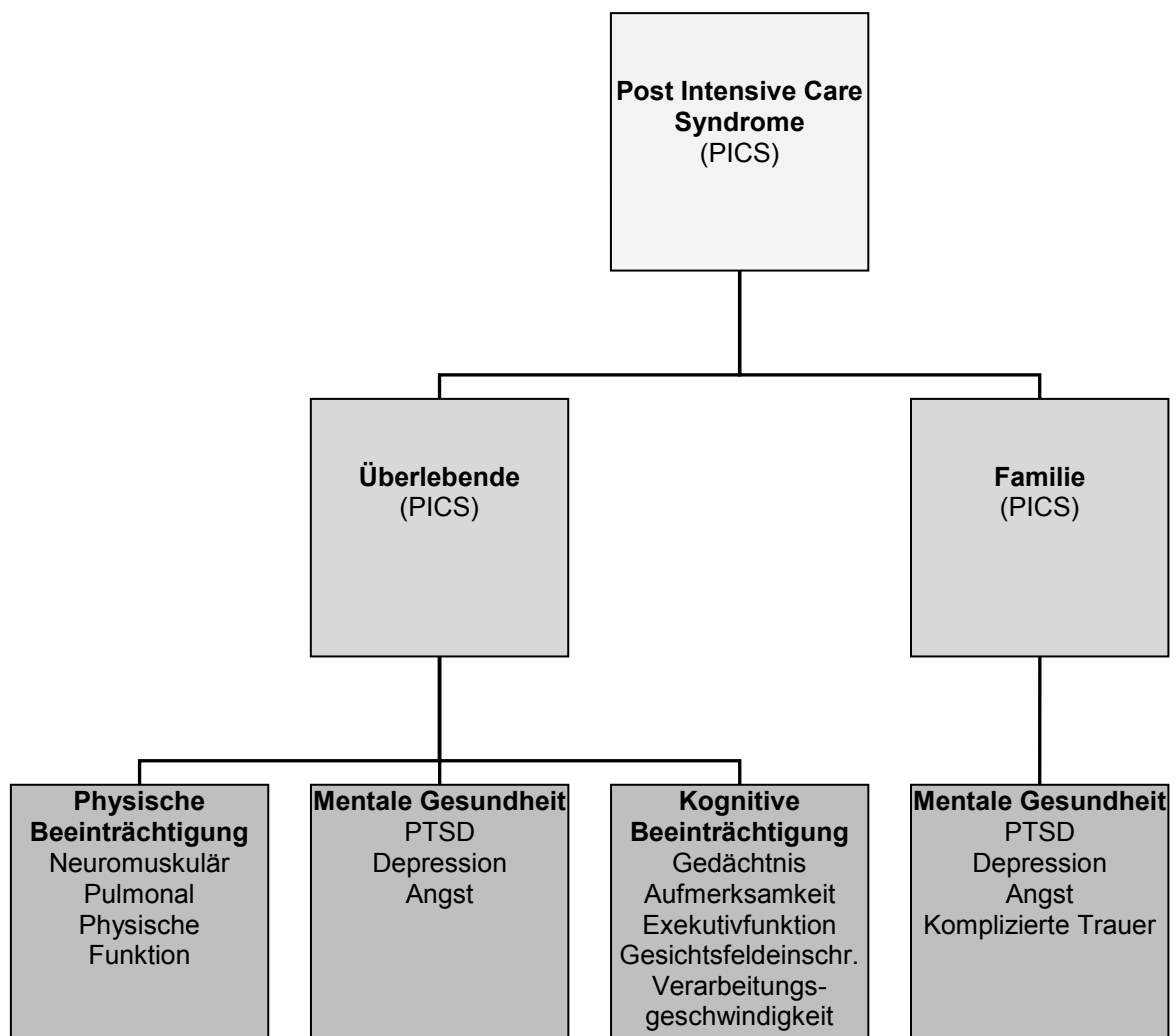 Post Intensive Care
Syndrome
(PICS)
Überlebende
(PICS)
Familie
(PICS)
Physische
Beeinträchtigung
Neuromuskulär
Pulmonal
Physische
Funktion
Mentale Gesundheit
PTSD
Depression
Angst
Kognitive
Beeinträchtigung
Gedächtnis
Aufmerksamkeit
Exekutivfunktion
Gesichtsfeldeinschr.
Verarbeitungs-
geschwindigkeit
Mentale Gesundheit
PTSD
Depression
Angst
Komplizierte Trauer